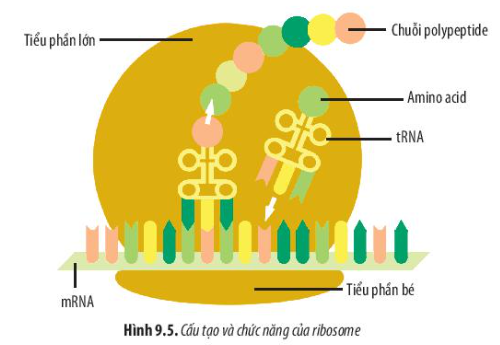 Tiểu phần lớn
Chuỗi polypeptide
Amino acid
tRNA
mRNA
Tiểu phần bé
Hình 9.5. Cấu tạo và chức năng của ribosome